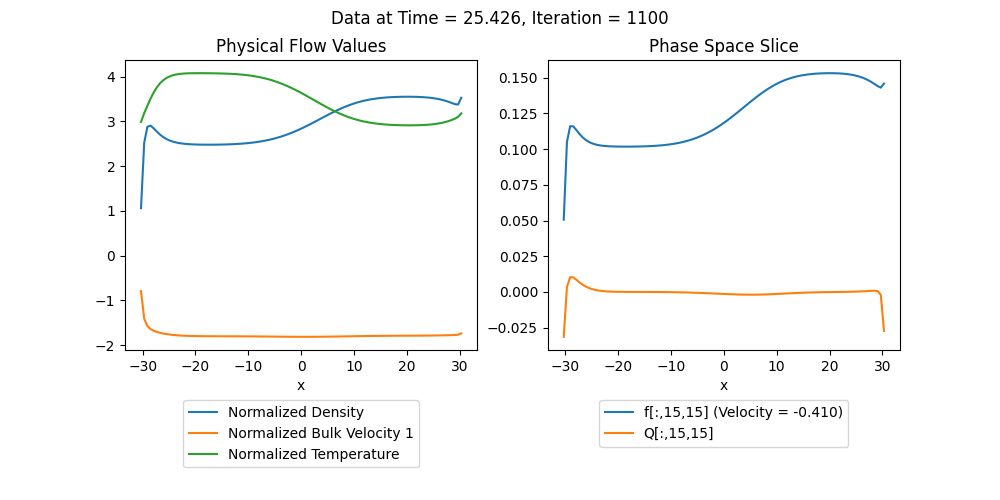 Data at Time = 25.426, Iteration = 1100
Physical Flow Values
4
3
2
1
0
−1
−2
−30
−20
−10
0
10
20
30
x
Normalized Density
Normalized Bulk Velocity 1
Normalized Temperature
Phase Space Slice
0.150
0.125
0.100
0.075
0.050
0.025
0.000
−0.025
−30
−20
−10
0
10
20
30
x
f[:,15,15] (Velocity = -0.410)
Q[:,15,15]